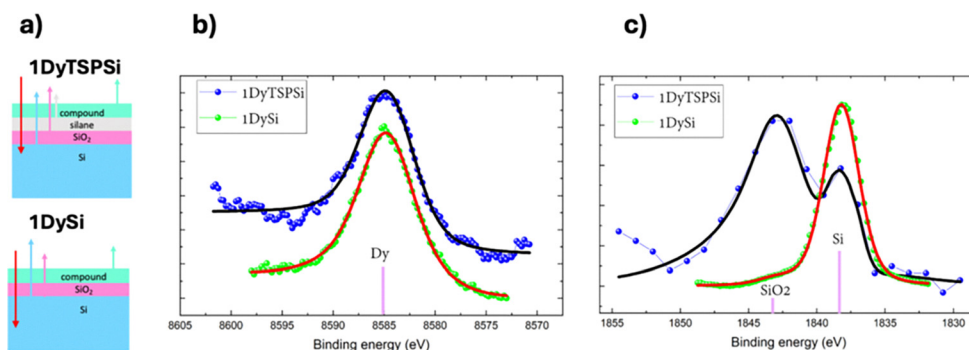 a)
1DyTSPSi
compound
silane
SiO₂
Si
1DySi
compound
SiO₂
Si
b)
1DyTSPSi
1DySi
Dy
8605 8600 8595 8590 8585 8580 8575 8570
Binding energy (eV)
c)
1DyTSPSi
1DySi
Si
SiO2
1855 1850 1845 1840 1835 1830
Binding energy (eV)